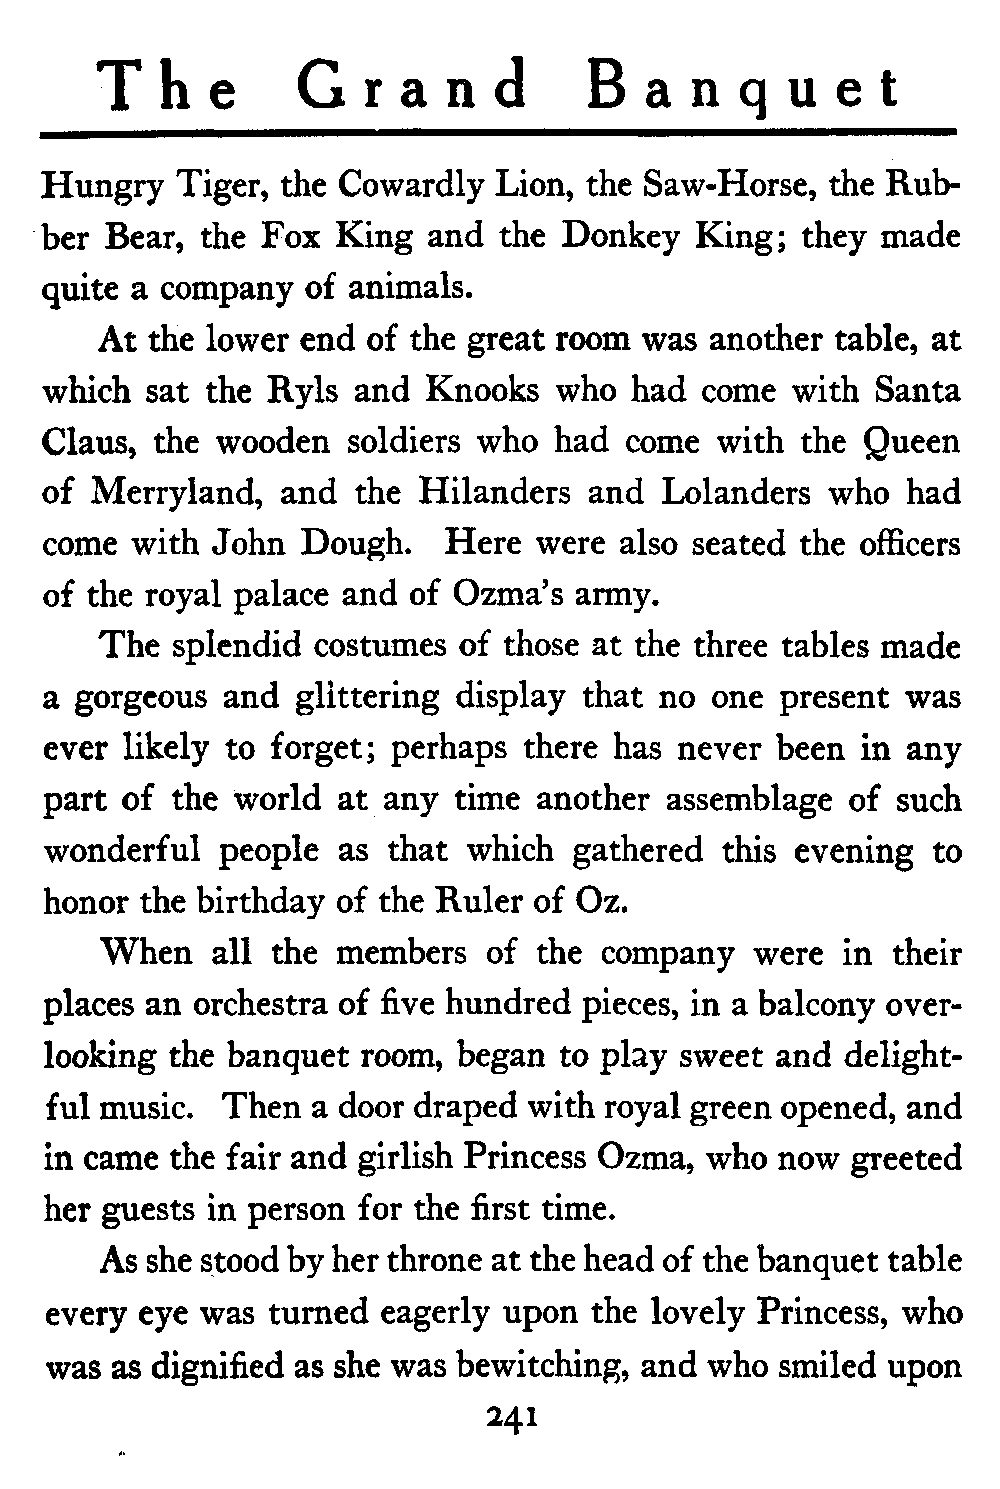 The Grand Banquet
Hungry Tiger, the Cowardly Lion, the Saw-Horse, the Rub-
ber Bear, the Fox King and the Donkey King; they made
quite a company of animals.
At the lower end of the great room was another table, at
which sat the Ryls and Knooks who had come with Santa
Claus, the wooden soldiers who had come with the Queen
of Merryland, and the Hilanders and Lolanders who had
come with John Dough. Here were also seated the officers
of the royal palace and of Ozma's army.
The splendid costumes of those at the three tables made
a gorgeous and glittering display that no one present was
ever likely to forget; perhaps there has never been in any
part of the world at any time another assemblage of such
wonderful people as that which gathered this evening to
honor the birthday of the Ruler of Oz.
When all the members of the company were in their
places an orchestra of five hundred pieces, in a balcony over-
looking the banquet room, began to play sweet and delight-
ful music. Then a door draped with royal green opened, and
in came the fair and girlish Princess Ozma, who now greeted
her guests in person for the first time.
As she stood by her throne at the head of the banquet table
every eye was turned eagerly upon the lovely Princess, who
was as dignified as she was bewitching, and who smiled upon
241